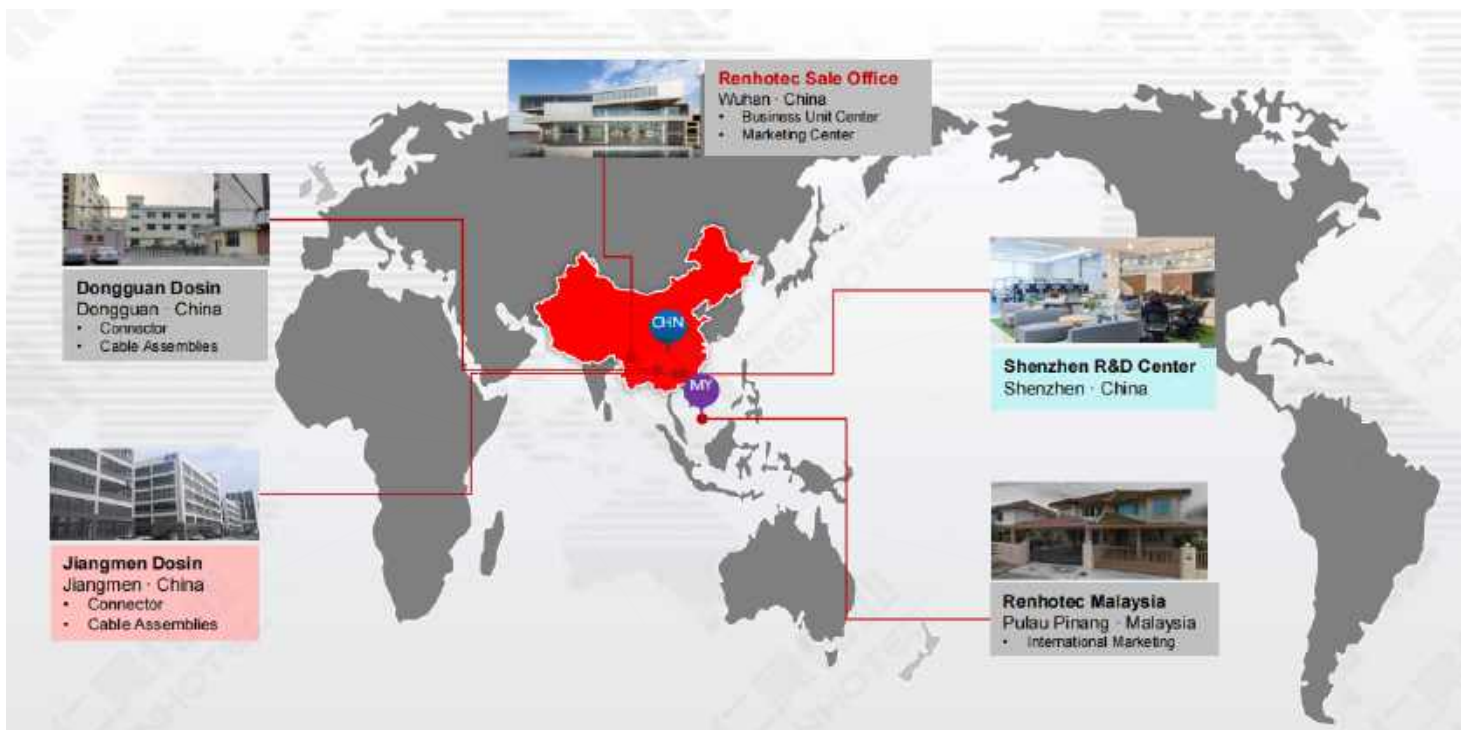 Renhotec Sale Office
Wuhan · China
• Business Unit Center
• Marketing Center
Dongguan Dosin
Dongguan · China
• Connector
• Cable Assemblies
CHN
MY
Shenzhen R&D Center
Shenzhen · China
Jiangmen Dosin
Jiangmen · China
• Connector
• Cable Assemblies
Renhotec Malaysia
Pulau Pinang · Malaysia
• International Marketing